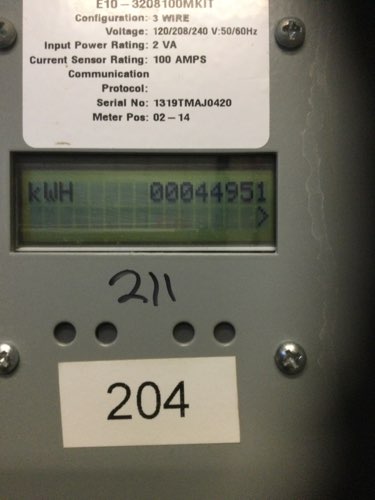 E10-3208100MKIT
Configuration: 3 WIRE
Voltage: 120/208/240 V:50/60Hz
Input Power Rating: 2 VA
Current Sensor Rating: 100 AMPS
Communication
Protocol:
Serial No: 1319TMAJ0420
Meter Pos: 02-14
kWH 00044951
>
211
204